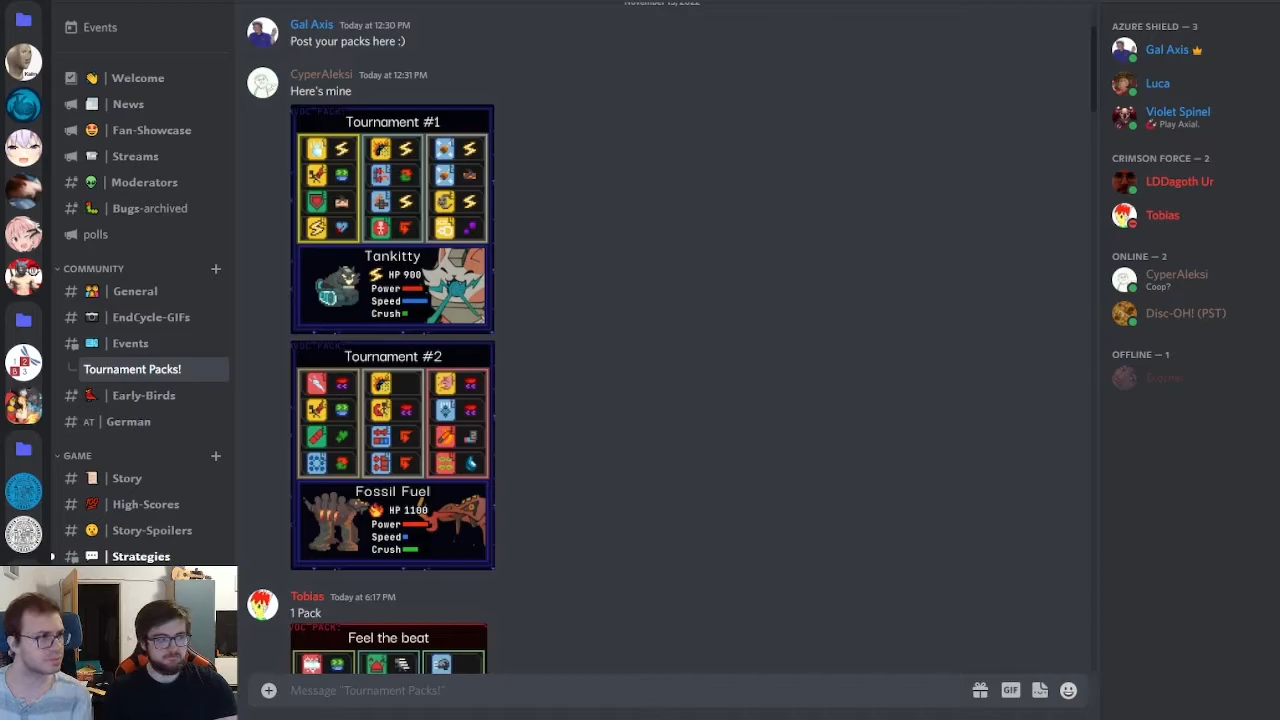 Events
👋 | Welcome
📰 | News
🥰 | Fan-Showcase
📽 | Streams
👽 | Moderators
🐛 | Bugs-archived
polls
COMMUNITY
General
EndCycle-GIFs
Events
Tournament Packs!
Early-Birds
AT | German
GAME
Story
💯 | High-Scores
Story-Spoilers
Strategies
Gal Axis Today at 12:30 PM
Post your packs here :)
CyperAleksi Today at 12:31 PM
Here's mine
Tournament #1
Tankitty
HP 900
Power
Speed
Crush
Tournament #2
Fossil Fuel
HP 1100
Power
Speed
Crush
Tobias Today at 6:17 PM
1 Pack
Feel the beat
Message "Tournament Packs!"
GIF
AZURE SHIELD — 3
Gal Axis
Luca
Violet Spinel
Play Axial.
CRIMSON FORCE — 2
LDDagoth Ur
Tobias
ONLINE — 2
CyperAleksi
Coop?
Disc-OH! (PST)
OFFLINE — 1